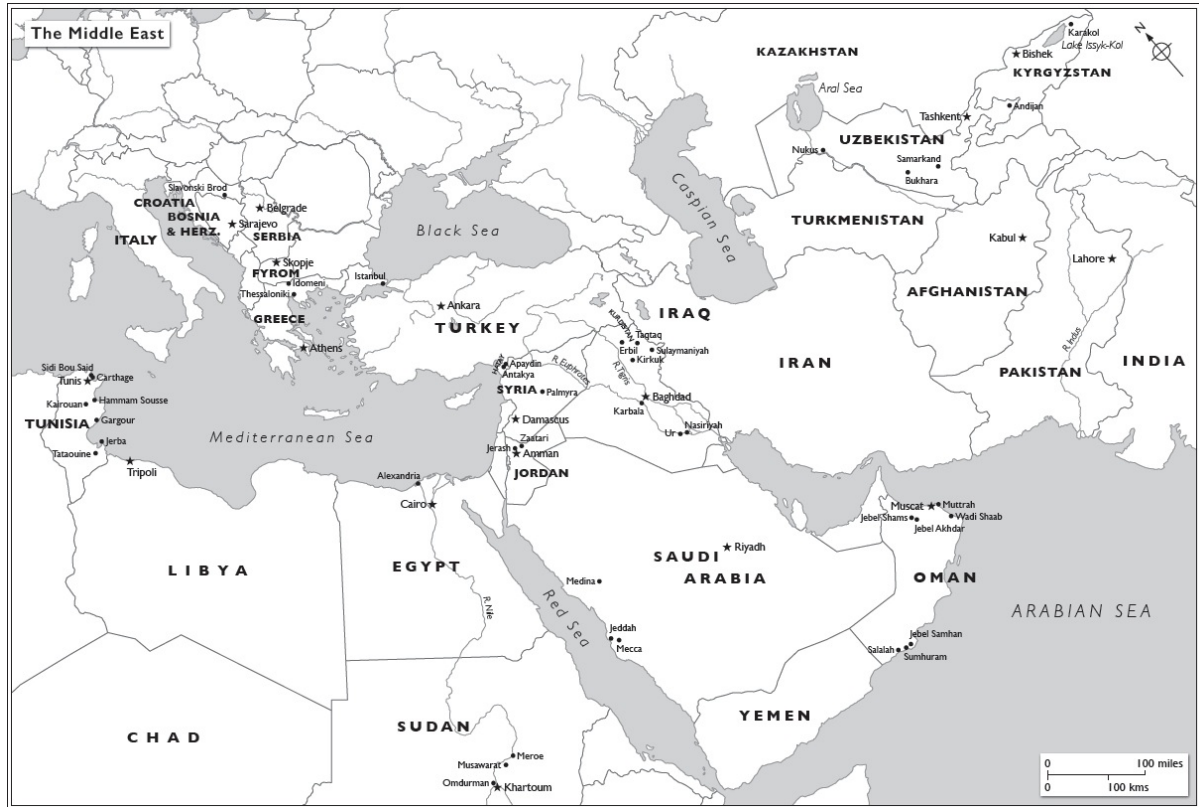 The Middle East
N
Karakol
Lake Issyk-Kol
Bishek
KYRGYZSTAN
KAZAKHSTAN
Aral Sea
Andijan
Tashkent
UZBEKISTAN
Nukus
Samarkand
Bukhara
Caspian Sea
TURKMENISTAN
Slavonski Brod
CROATIA
BOSNIA
& HERZ.
Belgrade
Sarajevo
SERBIA
ITALY
Black Sea
Kabul
Lahore
Skopje
FYROM
Idomeni
Istanbul
Thessaloniki
GREECE
Athens
Ankara
TURKEY
KURDISTAN
IRAQ
Taqtaq
Erbil
Sulaymaniyah
Kirkuk
AFGHANISTAN
R. Indus
INDIA
IRAN
PAKISTAN
Sidi Bou Said
Tunis
Carthage
Kairouan
Hammam Sousse
TUNISIA
Gargour
Jerba
Tataouine
Tripoli
HATAY
Apaydin
Antakya
R. Euphrates
R. Tigris
SYRIA
Palmyra
Baghdad
Karbala
Damascus
Ur
Nasiriyah
Mediterranean Sea
Zaatari
Jerash
Amman
JORDAN
Alexandria
Cairo
Muscat
Muttrah
Jebel Shams
Wadi Shaab
Jebel Akhdar
LIBYA
EGYPT
SAUDI
ARABIA
Riyadh
OMAN
Medina
R. Nile
Red Sea
ARABIAN SEA
Jeddah
Mecca
Jebel Samhan
Salalah
Sumhuram
CHAD
SUDAN
YEMEN
Meroe
Musawarat
Omdurman
Khartoum
0 100 miles
0 100 kms